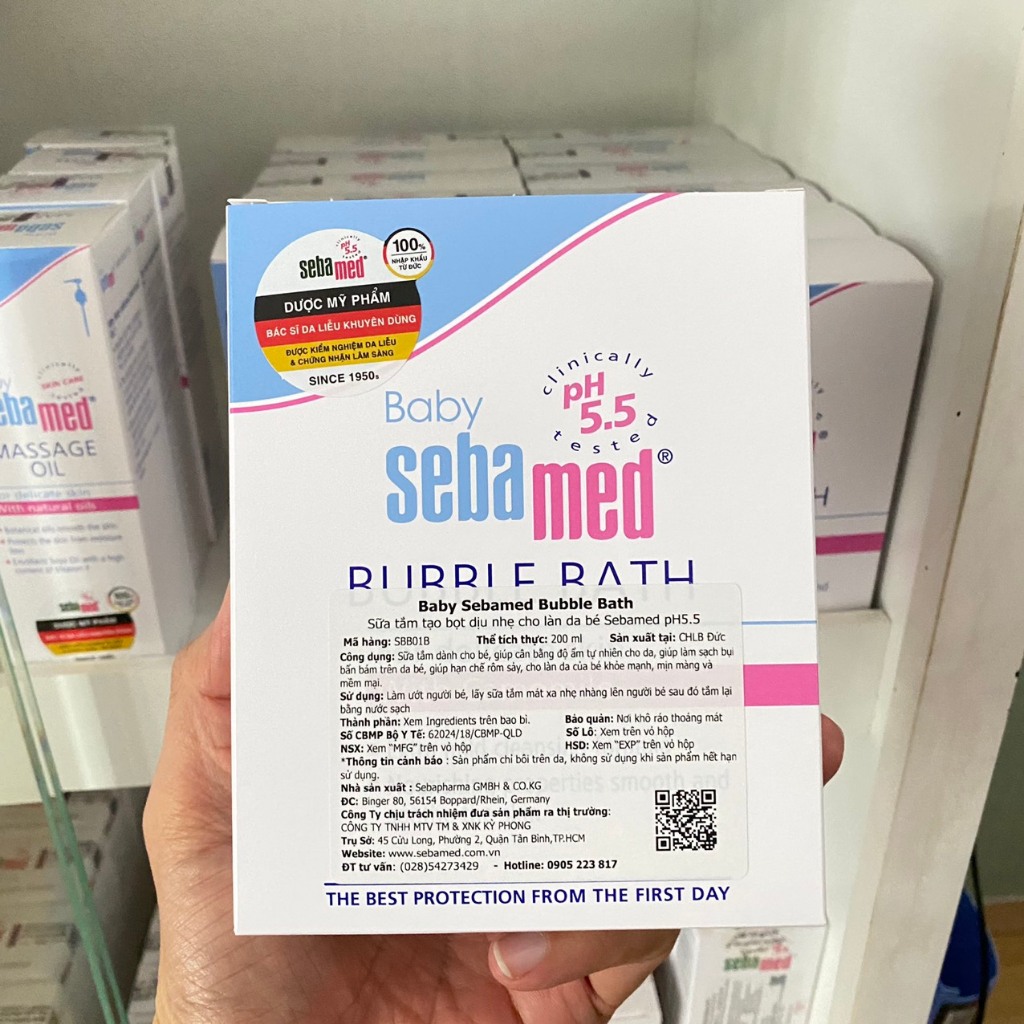 sebamed
pH
5.5
100%
NHẬP KHẨU
TỪ ĐỨC
DƯỢC MỸ PHẨM
BÁC SĨ DA LIỄU KHUYÊN DÙNG
ĐƯỢC KIỂM NGHIỆM DA LIỄU
& CHỨNG NHẬN LÂM SÀNG
SINCE 1950s
clinically
pH
5.5
tested
Baby
sebamed®
BUBBLE BATH
Baby Sebamed Bubble Bath
Sữa tắm tạo bọt dịu nhẹ cho làn da bé Sebamed pH5.5
Mã hàng: SBB01B Thể tích thực: 200 ml Sản xuất tại: CHLB Đức
Công dụng: Sữa tắm dành cho bé, giúp cân bằng độ ẩm tự nhiên cho da, giúp làm sạch bụi
bẩn bám trên da bé, giúp hạn chế rôm sảy, cho làn da của bé khỏe mạnh, mịn màng và
mềm mại.
Sử dụng: Làm ướt người bé, lấy sữa tắm mát xa nhẹ nhàng lên người bé sau đó tắm lại
bằng nước sạch
Thành phần: Xem Ingredients trên bao bì. Bảo quản: Nơi khô ráo thoáng mát
Số CBMP Bộ Y Tế: 62024/18/CBMP-QLD Số Lô: Xem trên vỏ hộp
NSX: Xem "MFG" trên vỏ hộp HSD: Xem "EXP" trên vỏ hộp
*Thông tin cảnh báo : Sản phẩm chỉ bôi trên da, không sử dụng khi sản phẩm hết hạn
sử dụng.
Nhà sản xuất : Sebapharma GMBH & CO.KG
ĐC: Binger 80, 56154 Boppard/Rhein, Germany
Công Ty chịu trách nhiệm đưa sản phẩm ra thị trường:
CÔNG TY TNHH MTV TM & XNK KỲ PHONG
Trụ Sở: 45 Cửu Long, Phường 2, Quận Tân Bình,TP.HCM
Website: www.sebamed.com.vn
ĐT tư vấn: (028)54273429 - Hotline: 0905 223 817
THE BEST PROTECTION FROM THE FIRST DAY
SKIN CARE
MASSAGE
OIL
delicate skin
With natural oils
sebamed